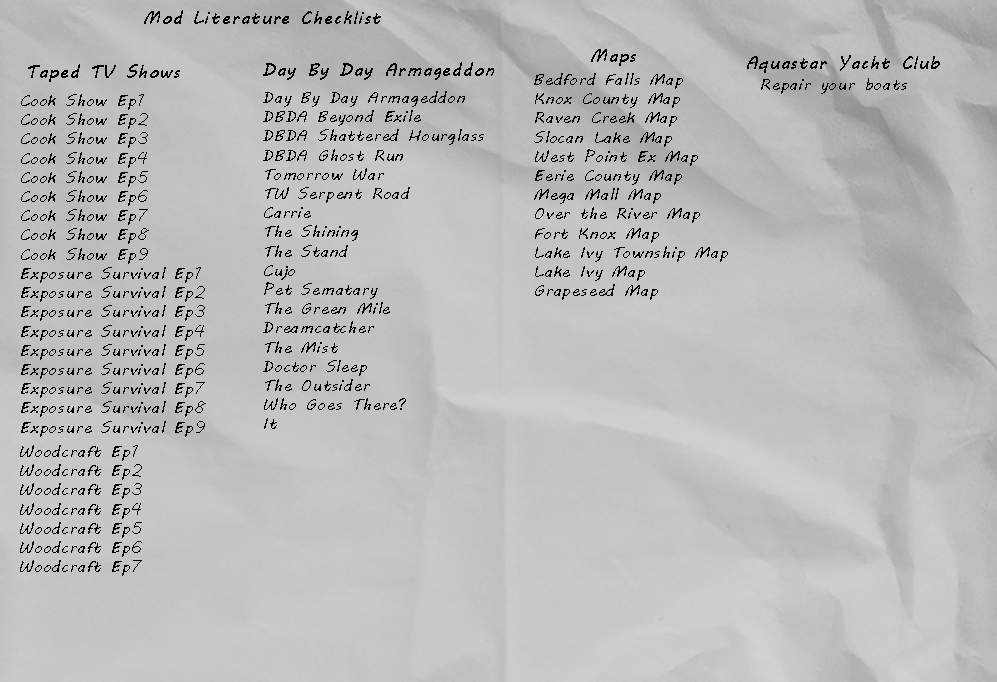 Mod Literature Checklist
Taped TV Shows
Cook Show Ep1
Cook Show Ep2
Cook Show Ep3
Cook Show Ep4
Cook Show Ep5
Cook Show Ep6
Cook Show Ep7
Cook Show Ep8
Cook Show Ep9
Exposure Survival Ep1
Exposure Survival Ep2
Exposure Survival Ep3
Exposure Survival Ep4
Exposure Survival Ep5
Exposure Survival Ep6
Exposure Survival Ep7
Exposure Survival Ep8
Exposure Survival Ep9
Woodcraft Ep1
Woodcraft Ep2
Woodcraft Ep3
Woodcraft Ep4
Woodcraft Ep5
Woodcraft Ep6
Woodcraft Ep7
Day By Day Armageddon
Day By Day Armageddon
DBDA Beyond Exile
DBDA Shattered Hourglass
DBDA Ghost Run
Tomorrow War
TW Serpent Road
Carrie
The Shining
The Stand
Cujo
Pet Sematary
The Green Mile
Dreamcatcher
The Mist
Doctor Sleep
The Outsider
Who Goes There?
It
Maps
Bedford Falls Map
Knox County Map
Raven Creek Map
Slocan Lake Map
West Point Ex Map
Eerie County Map
Mega Mall Map
Over the River Map
Fort Knox Map
Lake Ivy Township Map
Lake Ivy Map
Grapeseed Map
Aquastar Yacht Club
Repair your boats